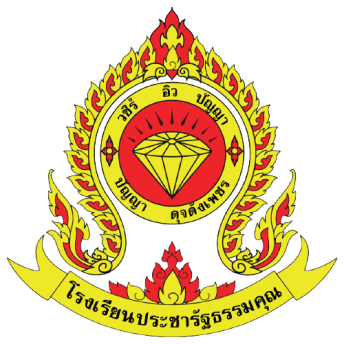 วชิรํ อิว ปัญญา
ปัญญา ดุจดังเพชร
โรงเรียนประชารัฐธรรมคุณ